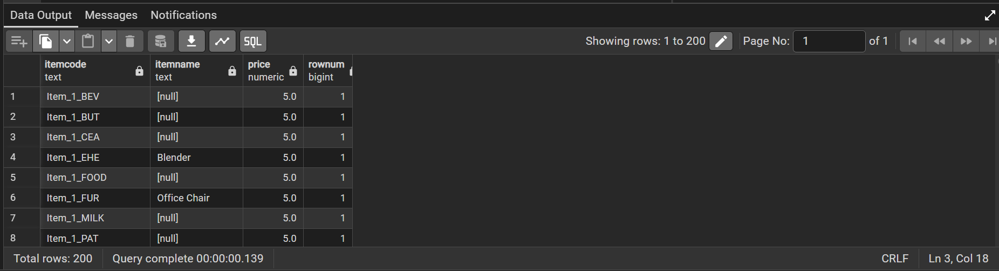 Data Output Messages Notifications
SQL Showing rows: 1 to 200 Page No: 1 of 1
itemcode itemname price rownum
text text numeric bigint
1 Item_1_BEV [null] 5.0 1
2 Item_1_BUT [null] 5.0 1
3 Item_1_CEA [null] 5.0 1
4 Item_1_EHE Blender 5.0 1
5 Item_1_FOOD [null] 5.0 1
6 Item_1_FUR Office Chair 5.0 1
7 Item_1_MILK [null] 5.0 1
8 Item_1_PAT [null] 5.0 1
Total rows: 200 Query complete 00:00:00.139 CRLF Ln 3, Col 18